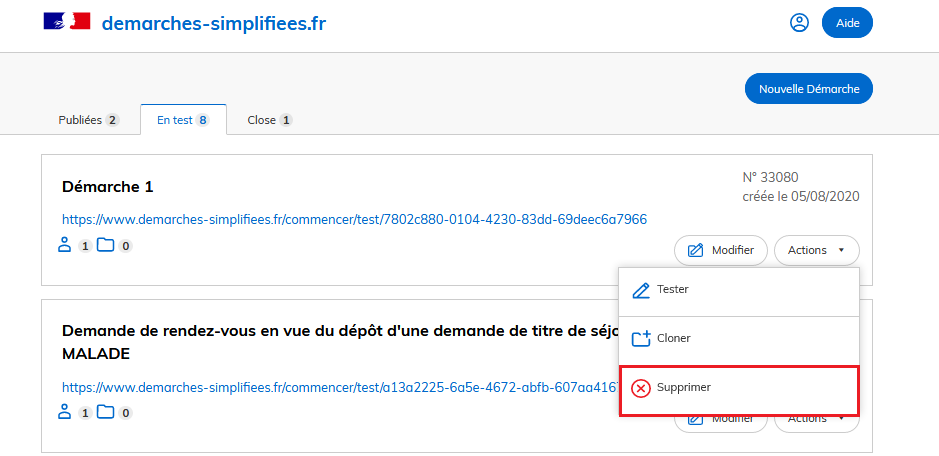 demarches-simplifiees.fr
Aide
Nouvelle Démarche
Publiées 2
En test 8
Close 1
Démarche 1
N° 33080
créée le 05/08/2020
https://www.demarches-simplifiees.fr/commencer/test/7802c880-0104-4230-83dd-69deec6a7966
1 0
Modifier
Actions
Tester
Cloner
Supprimer
Demande de rendez-vous en vue du dépôt d'une demande de titre de
MALADE
https://www.demarches-simplifiees.fr/commencer/test/a13a2225-6a5e-4672-abfb-607aa416
1 0
Modifier
Actions